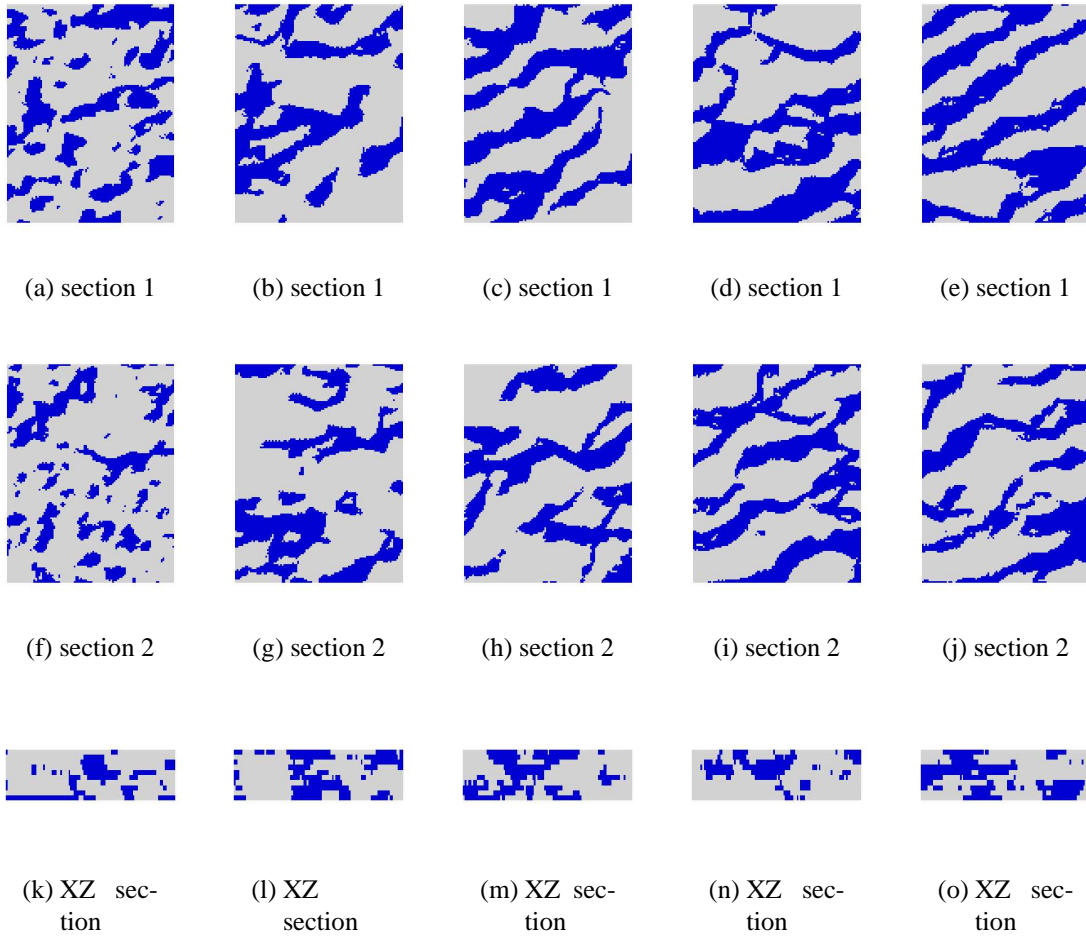 (a) section 1
(b) section 1
(c) section 1
(d) section 1
(e) section 1
(f) section 2
(g) section 2
(h) section 2
(i) section 2
(j) section 2
(k) XZ sec-
tion
(l) XZ
section
(m) XZ sec-
tion
(n) XZ sec-
tion
(o) XZ sec-
tion